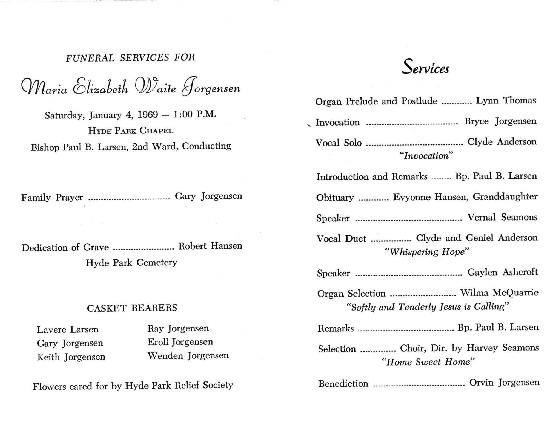 FUNERAL SERVICES FOR
Maria Elizabeth Waite Jorgensen
Saturday, January 4, 1969 — 1:00 P.M.
HYDE PARK CHAPEL
Bishop Paul B. Larsen, 2nd Ward, Conducting
Family Prayer .............................. Gary Jorgensen
Dedication of Grave ...................... Robert Hansen
Hyde Park Cemetery
CASKET BEARERS
Lavere Larsen
Gary Jorgensen
Keith Jorgenson
Ray Jorgensen
Eroll Jorgensen
Wenden Jorgensen
Flowers cared for by Hyde Park Relief Society
Services
Organ Prelude and Postlude ........... Lynn Thomas
Invocation .................................. Bryce Jorgensen
Vocal Solo ................................... Clyde Anderson
"Invocation"
Introduction and Remarks ........ Bp. Paul B. Larsen
Obituary ........... Evyonne Hansen, Granddaughter
Speaker ....................................... Vernal Seamons
Vocal Duet ............... Clyde and Geniel Anderson
"Whispering Hope"
Speaker ....................................... Gaylen Ashcroft
Organ Selection ........................ Wilma McQuarrie
"Softly and Tenderly Jesus is Calling"
Remarks ................................... Bp. Paul B. Larsen
Selection ............. Choir, Dir. by Harvey Seamons
"Home Sweet Home"
Benediction .................................. Orvin Jorgensen